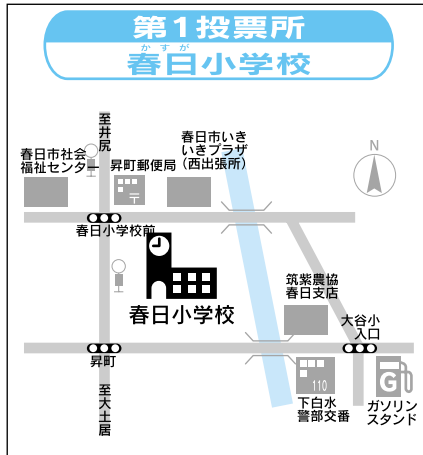 第1投票所
かすが
春日小学校
至井尻
春日市社会
福祉センター
昇町郵便局
春日市いき
いきプラザ
（西出張所）
N
春日小学校前
春日小学校
筑紫農協
春日支店
大谷小
入口
昇町
110
下白水
警部交番
G
ガソリン
スタンド
至大土居